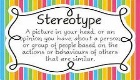 Stereotype
A picture in your head, or an
opinion you have, about a person
or group of people based on the
actions or behaviours of others
that are similar.